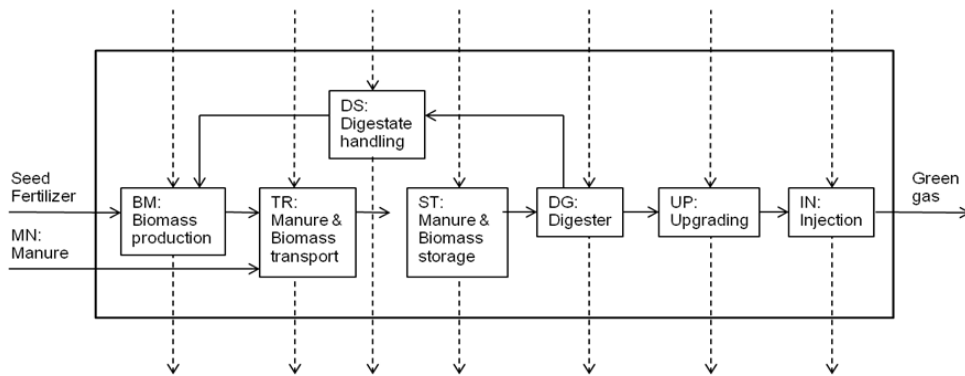 DS:
Digestate
handling
Seed
Fertilizer
MN:
Manure
BM:
Biomass
production
TR:
Manure &
Biomass
transport
ST:
Manure &
Biomass
storage
DG:
Digester
UP:
Upgrading
IN:
Injection
Green
gas